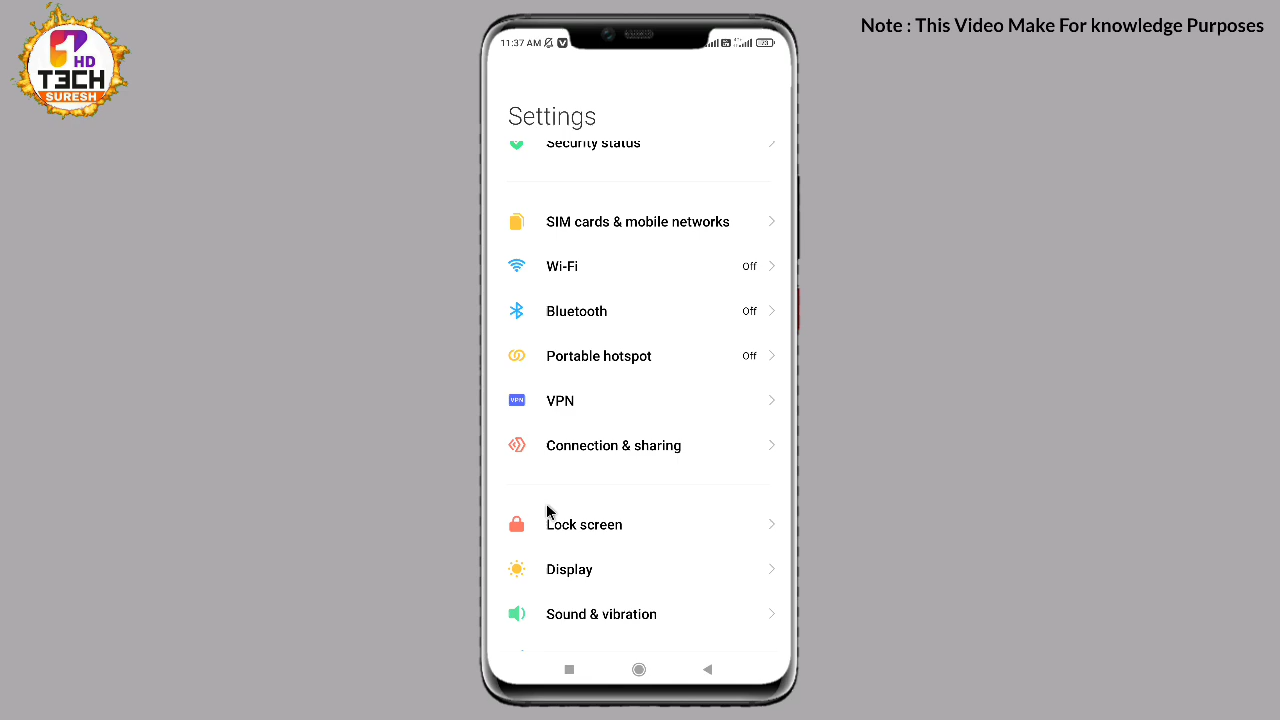 Note : This Video Make For knowledge Purposes
HD
T3CH
SURESH
11:37 AM
Settings
Security status
SIM cards & mobile networks
Wi-Fi Off
Bluetooth Off
Portable hotspot Off
VPN VPN
Connection & sharing
Lock screen
Display
Sound & vibration